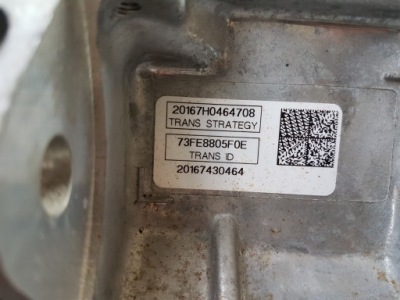 20167H0464708
TRANS STRATEGY
73FE8805F0E
TRANS ID
20167430464